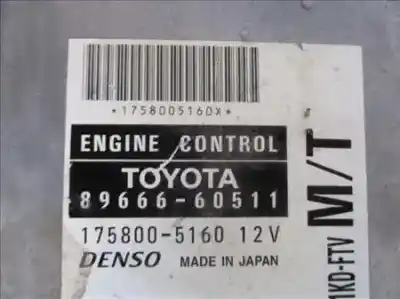 *1758005160X*
ENGINE CONTROL
TOYOTA
89666-60511
175800-5160 12V
DENSO MADE IN JAPAN
1KD-FTV
M/T